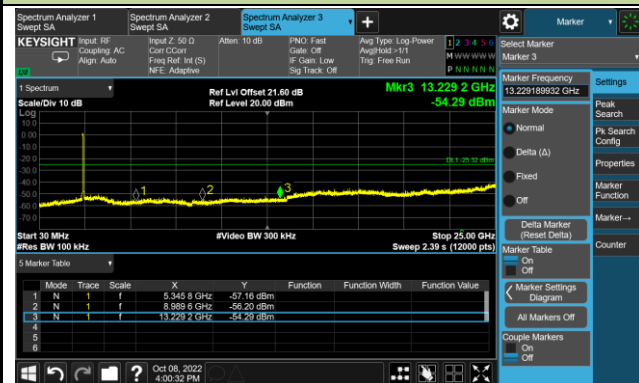 Spectrum Analyzer 1
Swept SA
Spectrum Analyzer 2
Swept SA
Spectrum Analyzer 3
Swept SA
Marker
KEYSIGHT
Input: RF
Coupling: AC
Align: Auto
Input Z: 50 Ω
Corr CCorr
Freq Ref: Int (S)
NFE: Adaptive
Atten: 10 dB
PNO: Fast
Gate: Off
IF Gain: Low
Sig Track: Off
Avg Type: Log-Power
Avg|Hold:>1/1
Trig: Free Run
1 2 3 4 5 6
M W W W W W
P N N N N N
LXI
1 Spectrum
Scale/Div 10 dB
Ref Lvl Offset 21.60 dB
Ref Level 20.00 dBm
Mkr3 13.229 2 GHz
-54.29 dBm
Log
10.0
0.00
-10.0
-20.0
-30.0
-40.0
-50.0
-60.0
-70.0
DL1 -25.32 dBm
1
2
3
Start 30 MHz
#Res BW 100 kHz
#Video BW 300 kHz
Stop 25.00 GHz
Sweep 2.39 s (12000 pts)
5 Marker Table
Mode Trace Scale X Y Function Function Width Function Value
1 N 1 f 5.345 8 GHz -57.16 dBm
2 N 1 f 8.989 6 GHz -56.20 dBm
3 N 1 f 13.229 2 GHz -54.29 dBm
4
5
6
Oct 08, 2022
4:00:32 PM
Select Marker
Marker 3
Marker Frequency
13.229189932 GHz
Marker Mode
Normal
Delta (Δ)
Fixed
Off
Delta Marker
(Reset Delta)
Marker Table
On
Off
Marker Settings
Diagram
All Markers Off
Couple Markers
On
Off
Settings
Peak
Search
Pk Search
Config
Properties
Marker
Function
Marker→
Counter